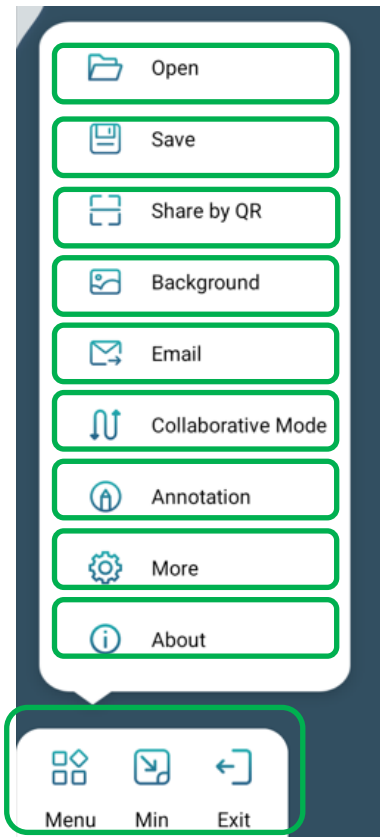 Open
Save
Share by QR
Background
Email
Collaborative Mode
Annotation
More
About
Menu Min Exit